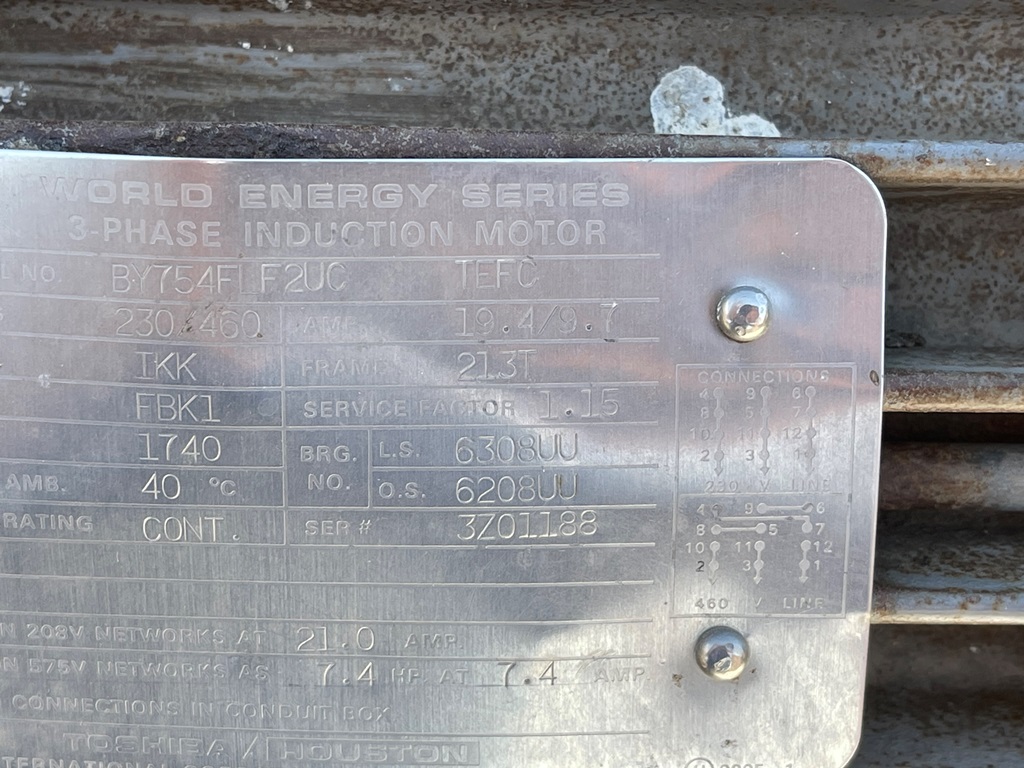 WORLD ENERGY SERIES
3-PHASE INDUCTION MOTOR
L NO BY754FLF2UC TEFC
230/460 AM 19.4/9.7
IKK FRAME 213T
FBK1 SERVICE FACTOR 1.15
1740 BRG. L.S. 6308UU
AMB. 40 °C NO. O.S. 6208UU
RATING CONT. SER # 3Z01188
CONNECTIONS
4 9 6
8 5 7
10 11 12
2 3 1
230 V LINE
4 9 6
8 5 7
10 11 12
2 3 1
460 V LINE
N 208V NETWORKS AT 21.0 AMP.
ON 575V NETWORKS AS 7.4 HP AT 7.4 AMP.
CONNECTIONS IN CONDUIT BOX
TOSHIBA/HOUSTON